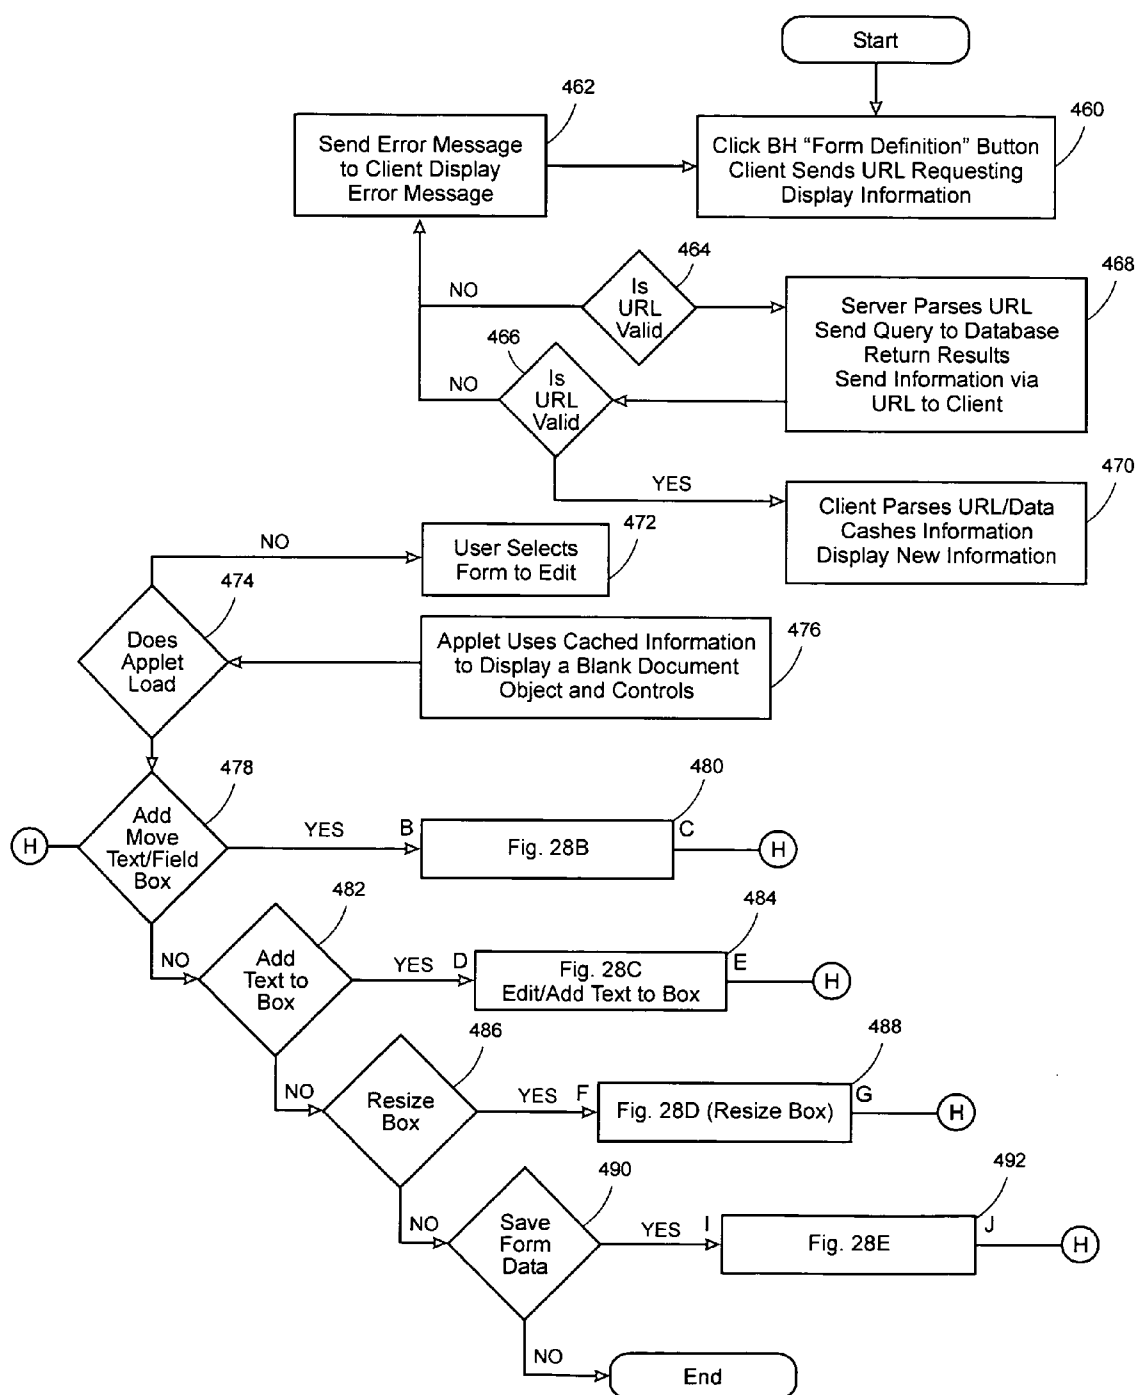 Start
462
460
Send Error Message
to Client Display
Error Message
Click BH “Form Definition” Button
Client Sends URL Requesting
Display Information
464
468
NO
Is
URL
Valid
Server Parses URL
Send Query to Database
Return Results
Send Information via
URL to Client
466
NO
Is
URL
Valid
470
YES
Client Parses URL/Data
Cashes Information
Display New Information
472
NO
User Selects
Form to Edit
474
Does
Applet
Load
476
Applet Uses Cached Information
to Display a Blank Document
Object and Controls
478
480
H
Add
Move
Text/Field
Box
YES
B
Fig. 28B
C
H
482
484
NO
Add
Text to
Box
YES
D
Fig. 28C
Edit/Add Text to Box
E
H
486
488
NO
Resize
Box
YES
F
Fig. 28D (Resize Box)
G
H
490
492
NO
Save
Form
Data
YES
I
Fig. 28E
J
H
NO
End